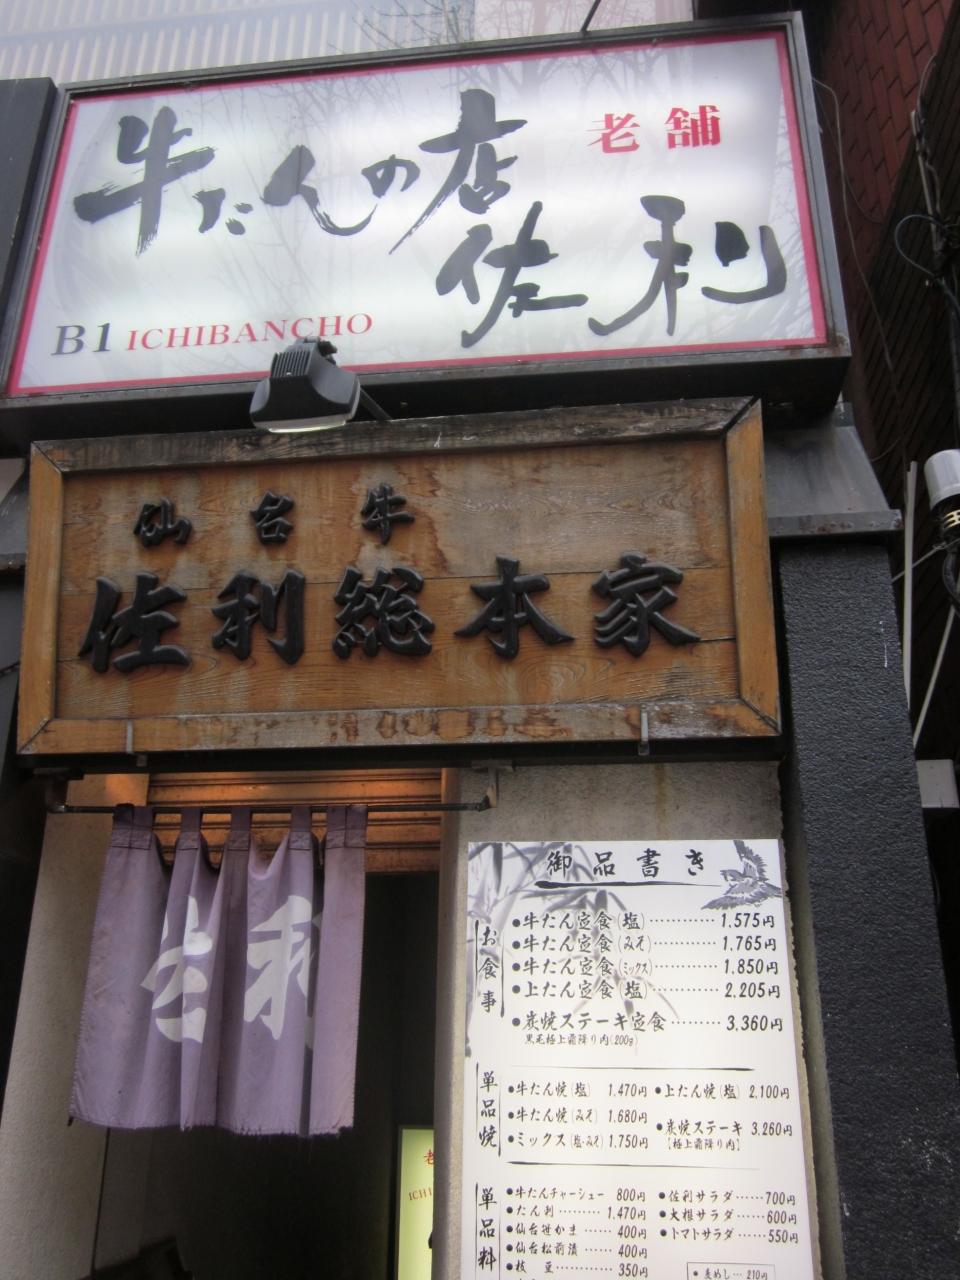 老舗
牛たんの店
佐利
B1 ICHIBANCHO
仙台牛
佐利総本家
佐利
御品書き
お食事
●牛たん定食(塩)………… 1,575円
●牛たん定食(みそ)……… 1,765円
●牛たん定食(ミックス)…… 1,850円
●上たん定食(塩)………… 2,205円
●炭焼ステーキ定食……… 3,360円
黒毛極上霜降り肉(200g)
単品焼
●牛たん焼(塩) 1,470円
●牛たん焼(みそ) 1,680円
●ミックス(塩・みそ) 1,750円
●上たん焼(塩) 2,100円
●炭焼ステーキ 3,260円
[極上霜降り肉]
単品料
●牛たんチャーシュー 800円
●たん刺……… 1,470円
●仙台笹かま…… 400円
●仙台松前漬…… 400円
●枝豆………… 350円
●佐利サラダ……700円
●大根サラダ……600円
●トマトサラダ……550円
●麦めし… 210円
ICHI